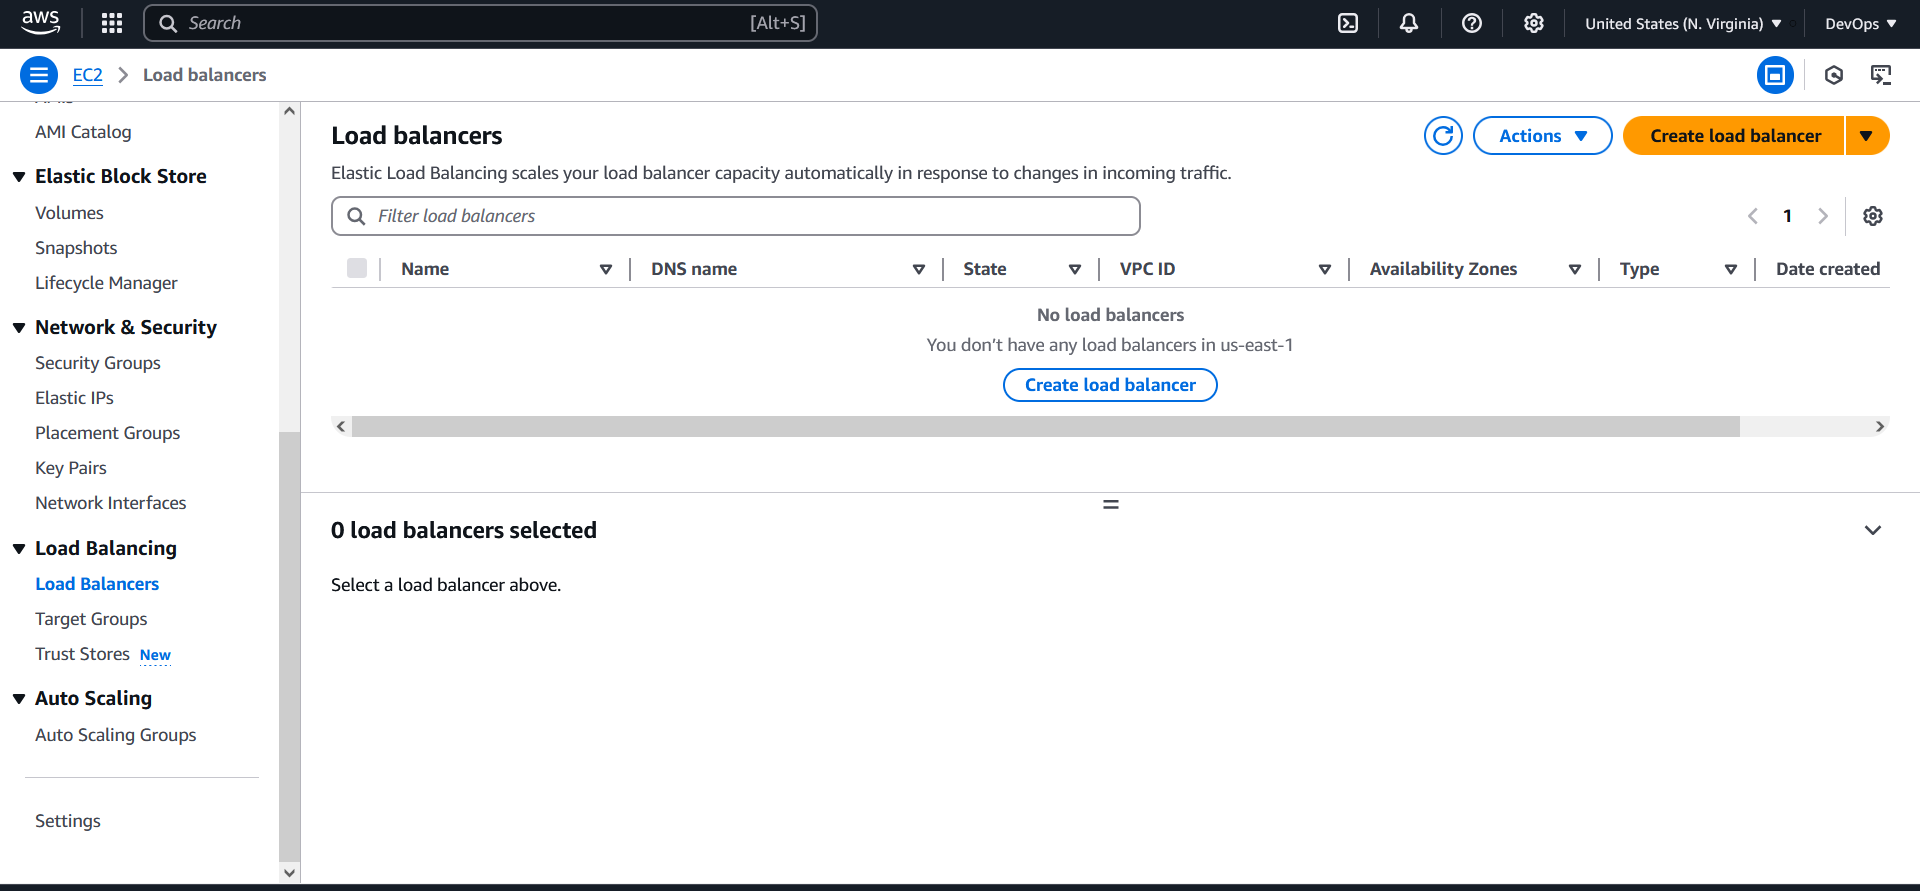 aws
Search [Alt+S]
United States (N. Virginia)
DevOps
EC2
Load balancers
AMI Catalog
Elastic Block Store
Volumes
Snapshots
Lifecycle Manager
Network & Security
Security Groups
Elastic IPs
Placement Groups
Key Pairs
Network Interfaces
Load Balancing
Load Balancers
Target Groups
Trust Stores New
Auto Scaling
Auto Scaling Groups
Settings
Load balancers
Actions
Create load balancer
Elastic Load Balancing scales your load balancer capacity automatically in response to changes in incoming traffic.
Filter load balancers
1
Name DNS name State VPC ID Availability Zones Type Date created
No load balancers
You don’t have any load balancers in us-east-1
Create load balancer
0 load balancers selected
Select a load balancer above.